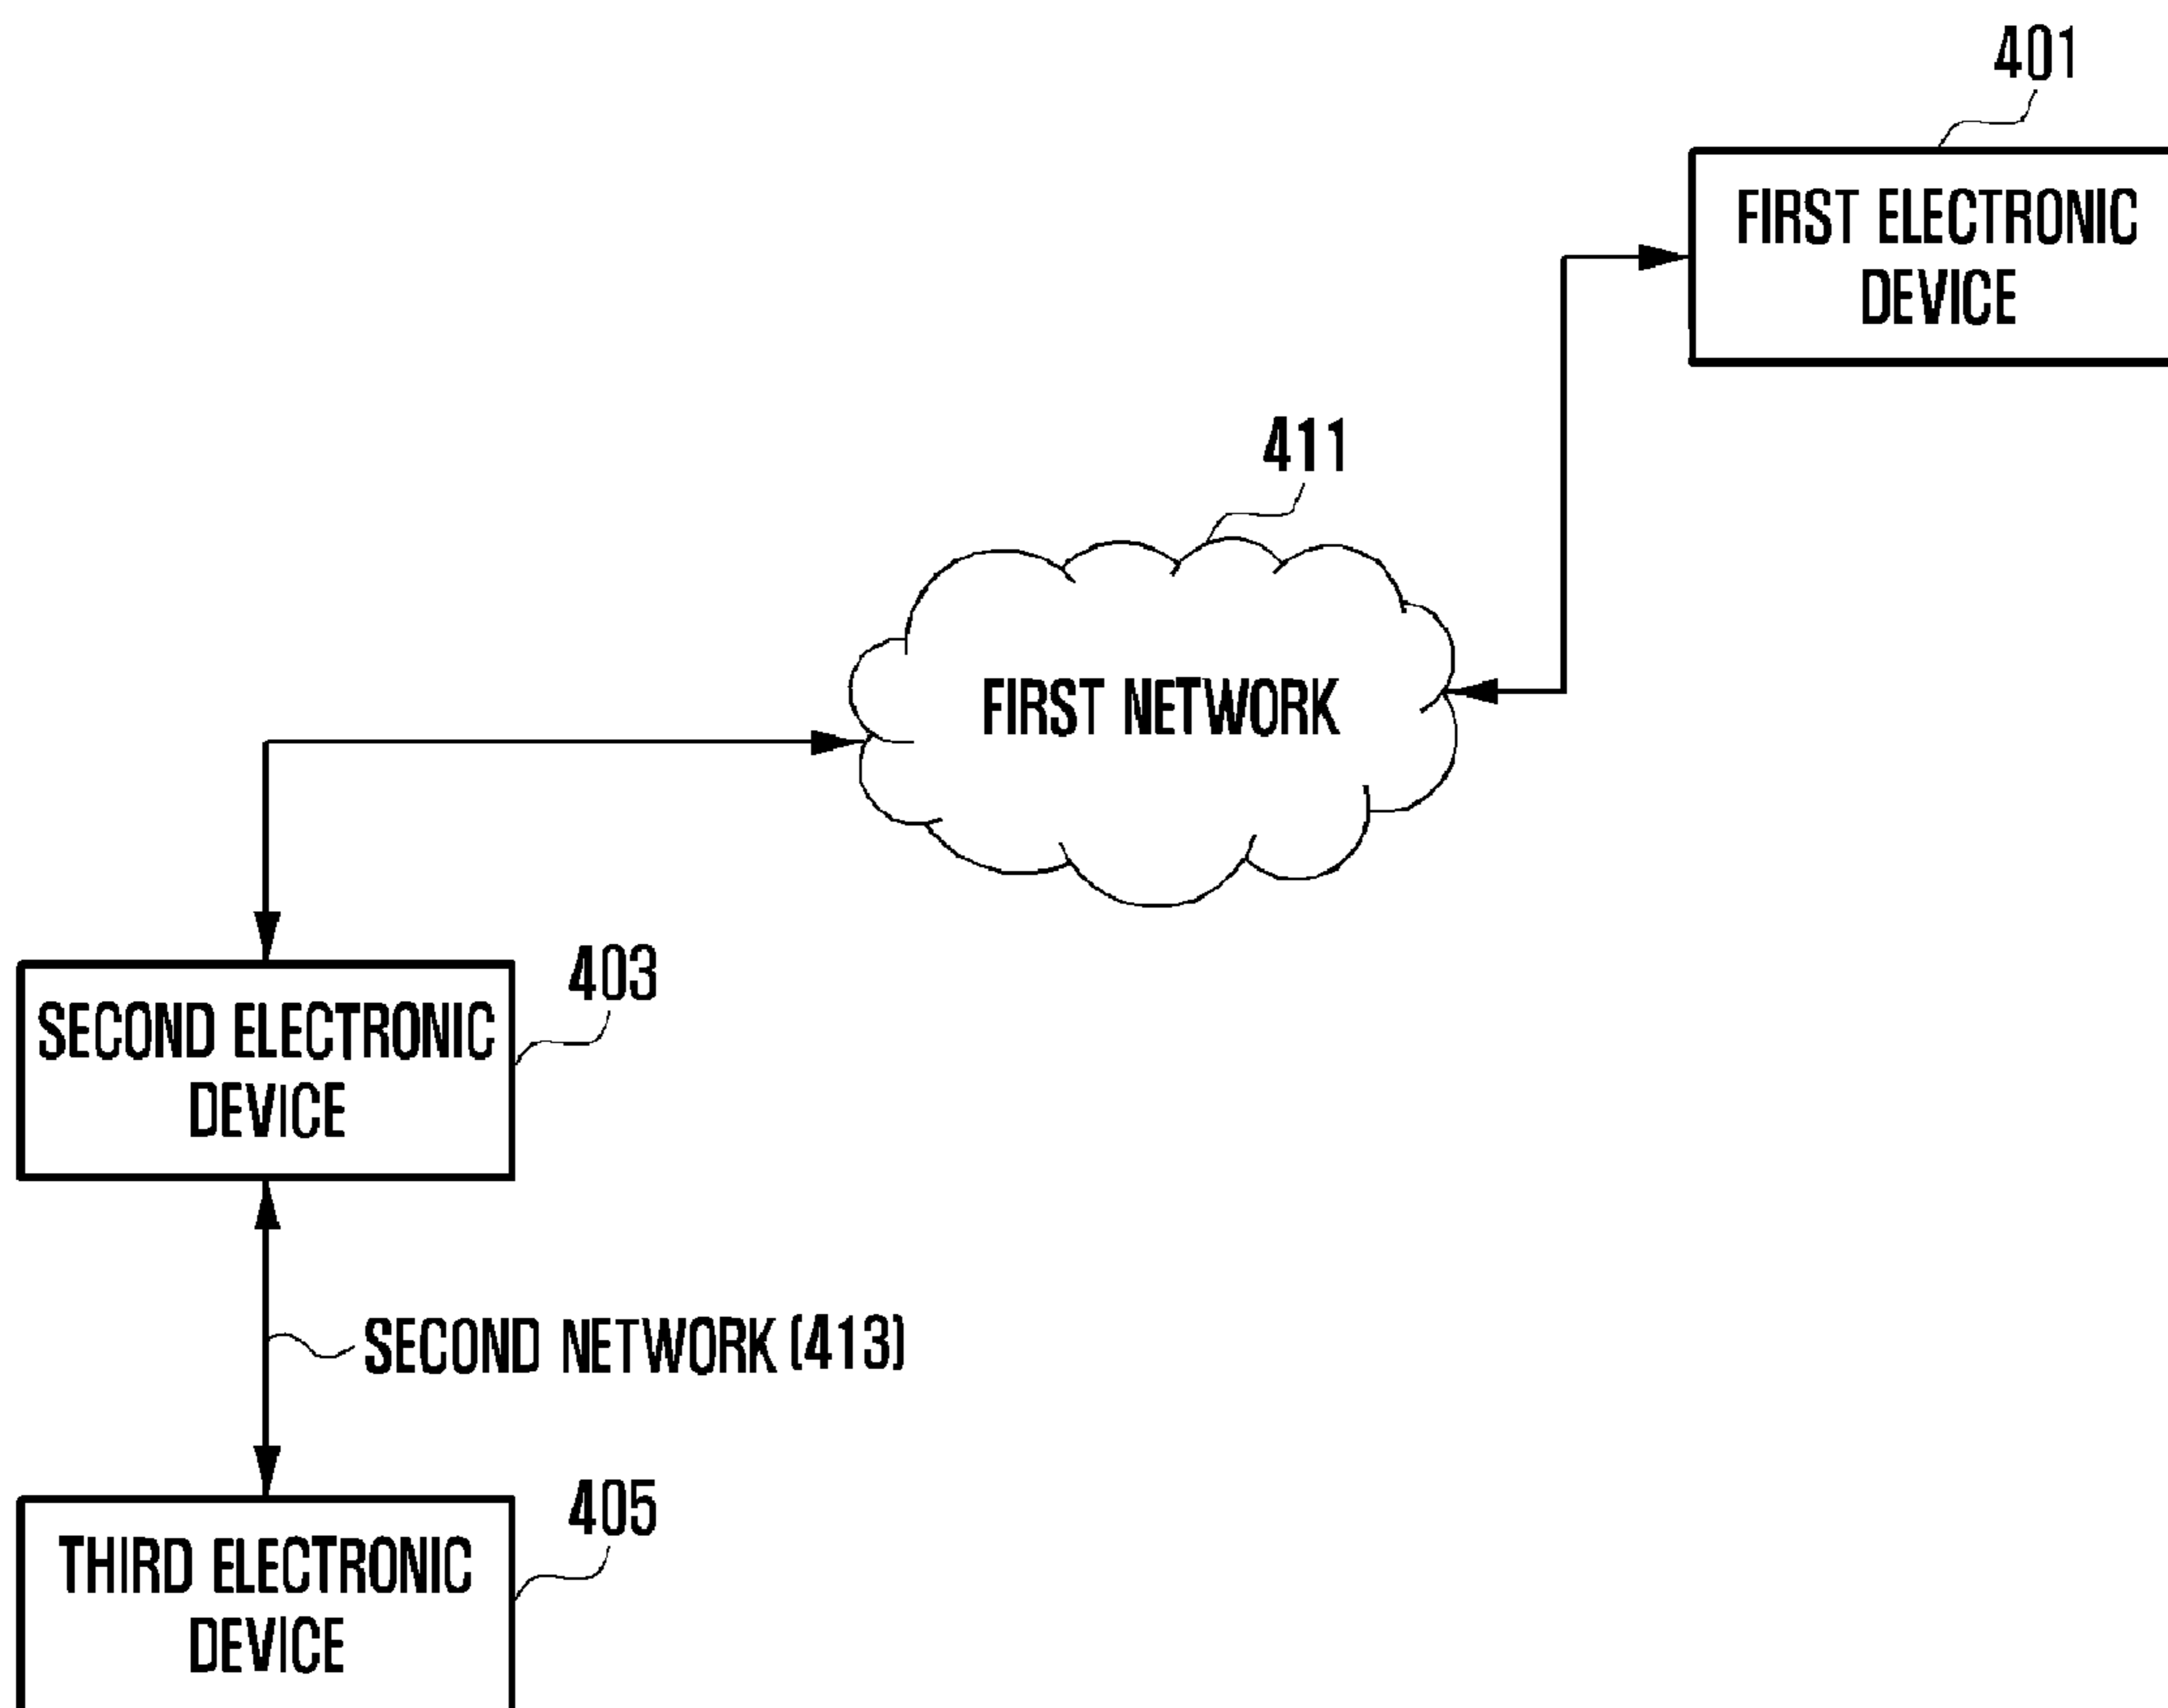 401
FIRST ELECTRONIC
DEVICE
411
FIRST NETWORK
403
SECOND ELECTRONIC
DEVICE
SECOND NETWORK (413)
405
THIRD ELECTRONIC
DEVICE